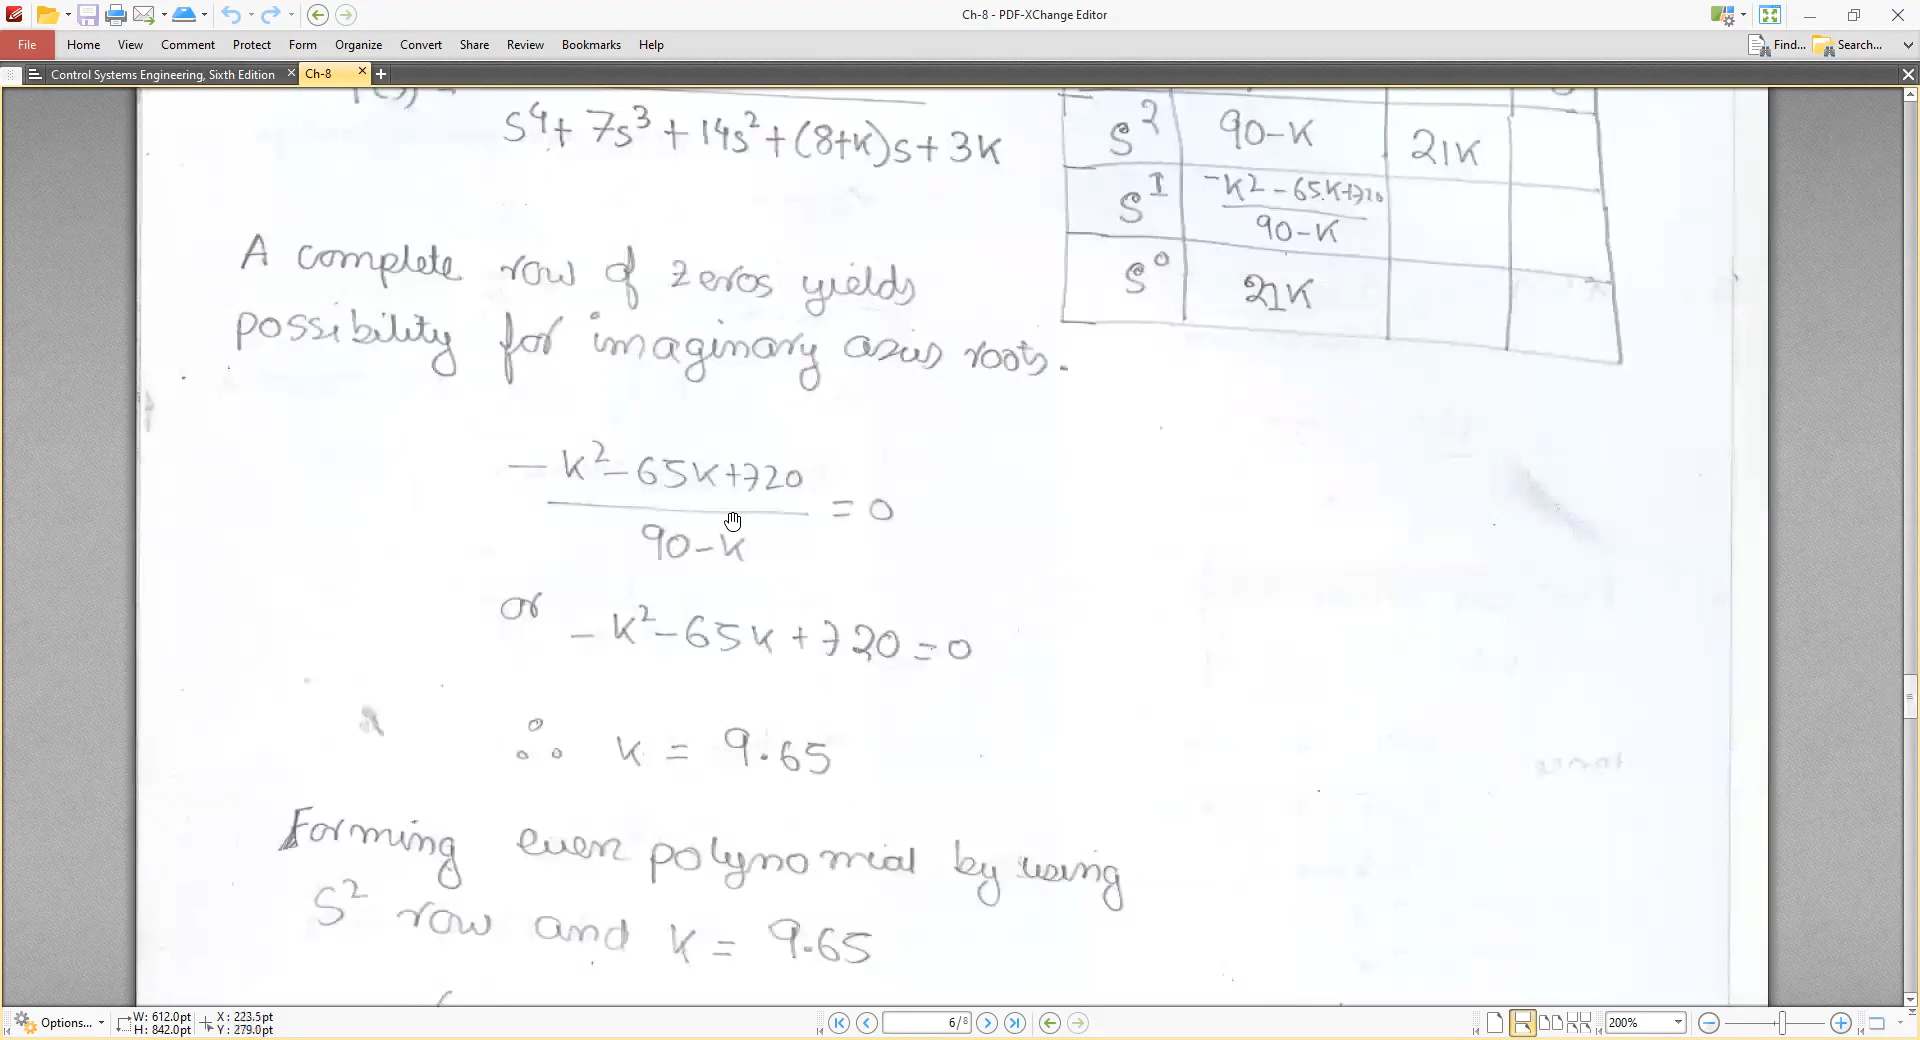 Ch-8 - PDF-XChange Editor
File Home View Comment Protect Form Organize Convert Share Review Bookmarks Help
Find... Search...
Control Systems Engineering, Sixth Edition Ch-8
s⁴ + 7s³ + 14s² + (8+K)s + 3K
S² 90-K 21K
S¹ -K²-65K+720
90-K
S⁰ 21K
A complete row of zeros yields
possibility for imaginary axis roots.
-K²-65K+720
= 0
90-K
or -K²-65K+720=0
∴ K = 9.65
Forming even polynomial by using
S² row and K = 9.65
Options... W: 612.0pt H: 842.0pt X: 223.5pt Y: 279.0pt 6/8 200%